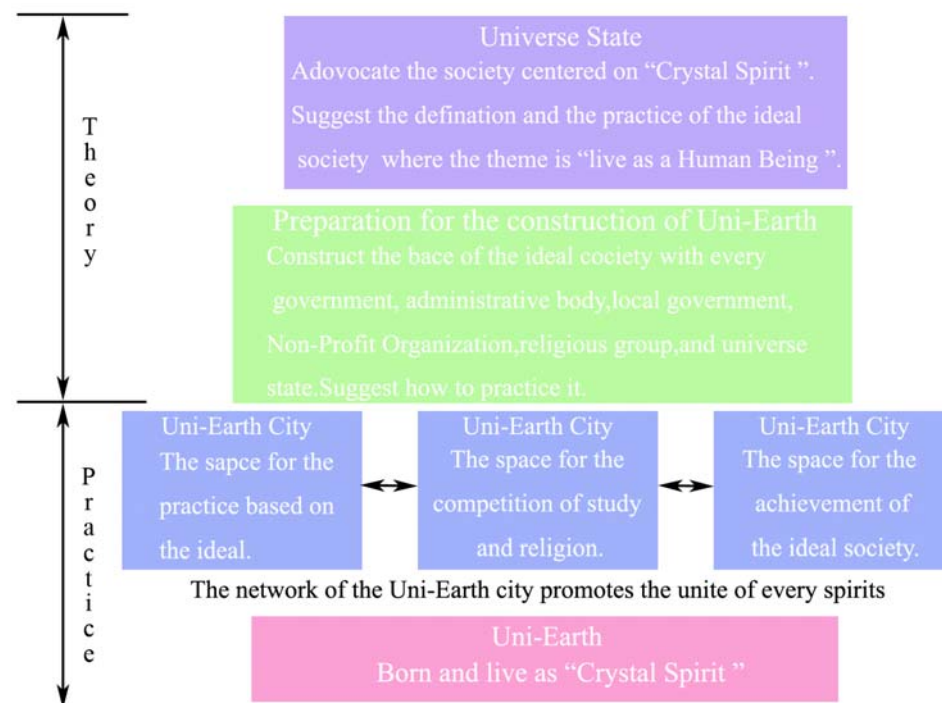 Theory
Universe State
Adovocate the society centered on “Crystal Spirit ”.
Suggest the defination and the practice of the ideal
society where the theme is “live as a Human Being ”.
Preparation for the construction of Uni-Earth
Construct the bace of the ideal cociety with every
government, administrative body,local government,
Non-Profit Organization,religious group,and universe
state.Suggest how to practice it.
Practice
Uni-Earth City
The sapce for the
practice based on
the ideal.
Uni-Earth City
The space for the
competition of study
and religion.
Uni-Earth City
The space for the
achievement of
the ideal society.
The network of the Uni-Earth city promotes the unite of every spirits
Uni-Earth
Born and live as “Crystal Spirit ”